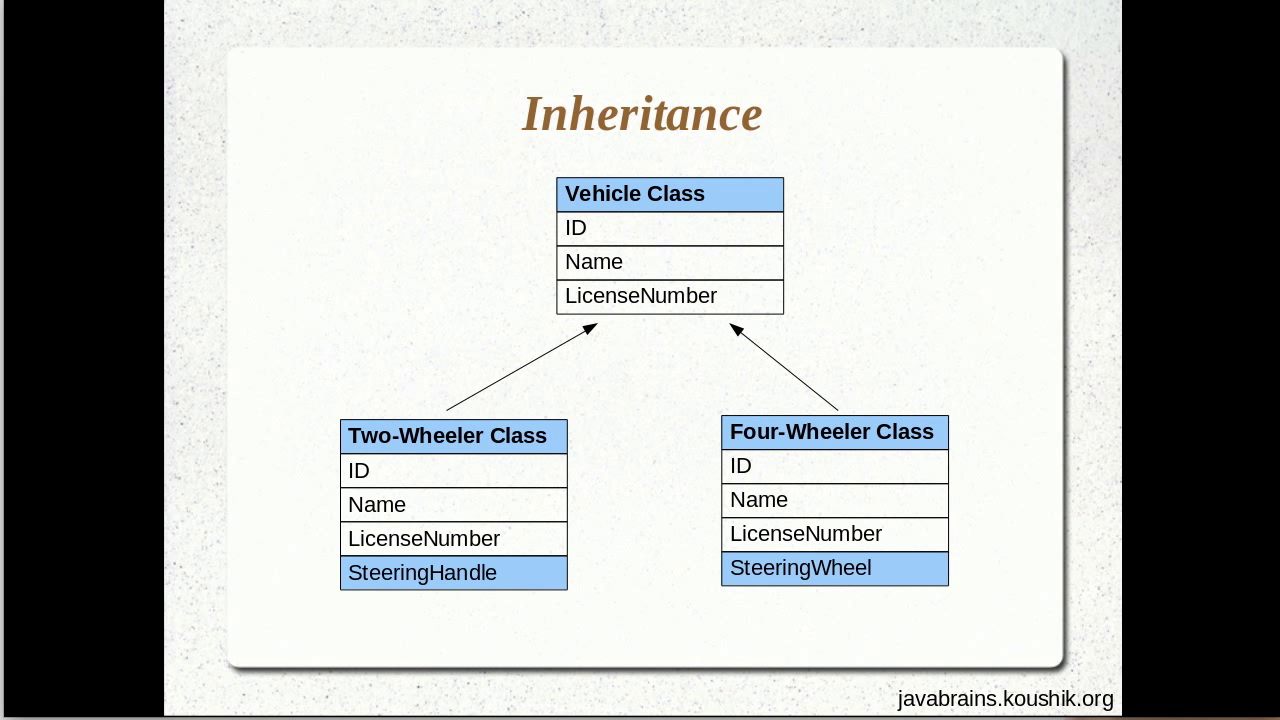 Inheritance
Vehicle Class
ID
Name
LicenseNumber
Two-Wheeler Class
ID
Name
LicenseNumber
SteeringHandle
Four-Wheeler Class
ID
Name
LicenseNumber
SteeringWheel
javabrains.koushik.org